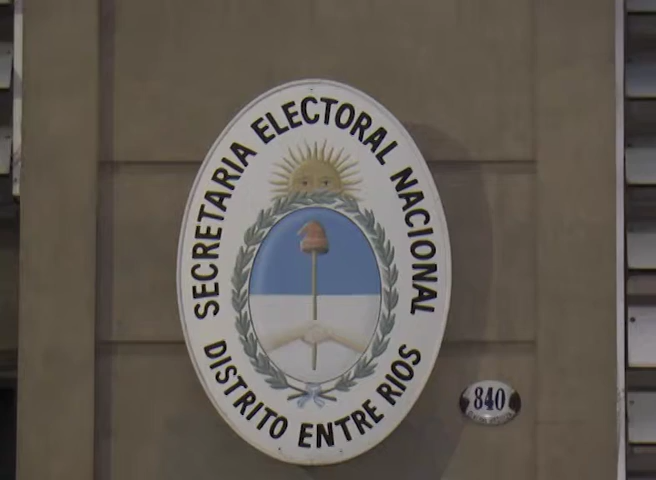 SECRETARIA ELECTORAL NACIONAL
DISTRITO ENTRE RIOS
840